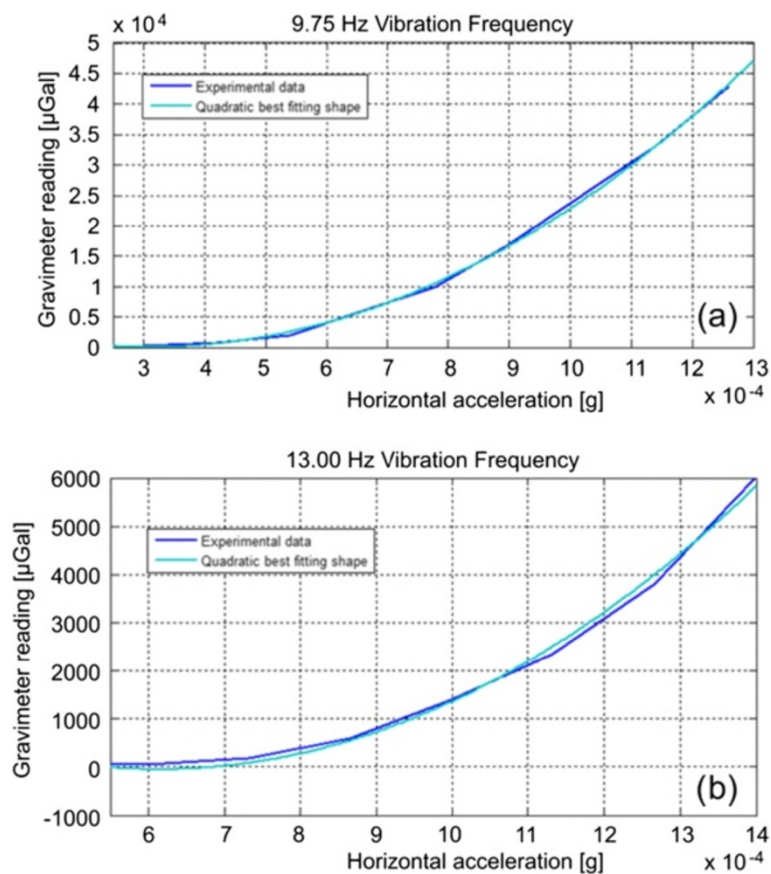 9.75 Hz Vibration Frequency
x 10⁴
5
4.5
4
3.5
3
2.5
2
1.5
1
0.5
0
Gravimeter reading [µGal]
Experimental data
Quadratic best fitting shape
(a)
3 4 5 6 7 8 9 10 11 12 13
Horizontal acceleration [g]
x 10⁻⁴
13.00 Hz Vibration Frequency
6000
5000
4000
3000
2000
1000
0
-1000
Gravimeter reading [µGal]
Experimental data
Quadratic best fitting shape
(b)
6 7 8 9 10 11 12 13 14
Horizontal acceleration [g]
x 10⁻⁴